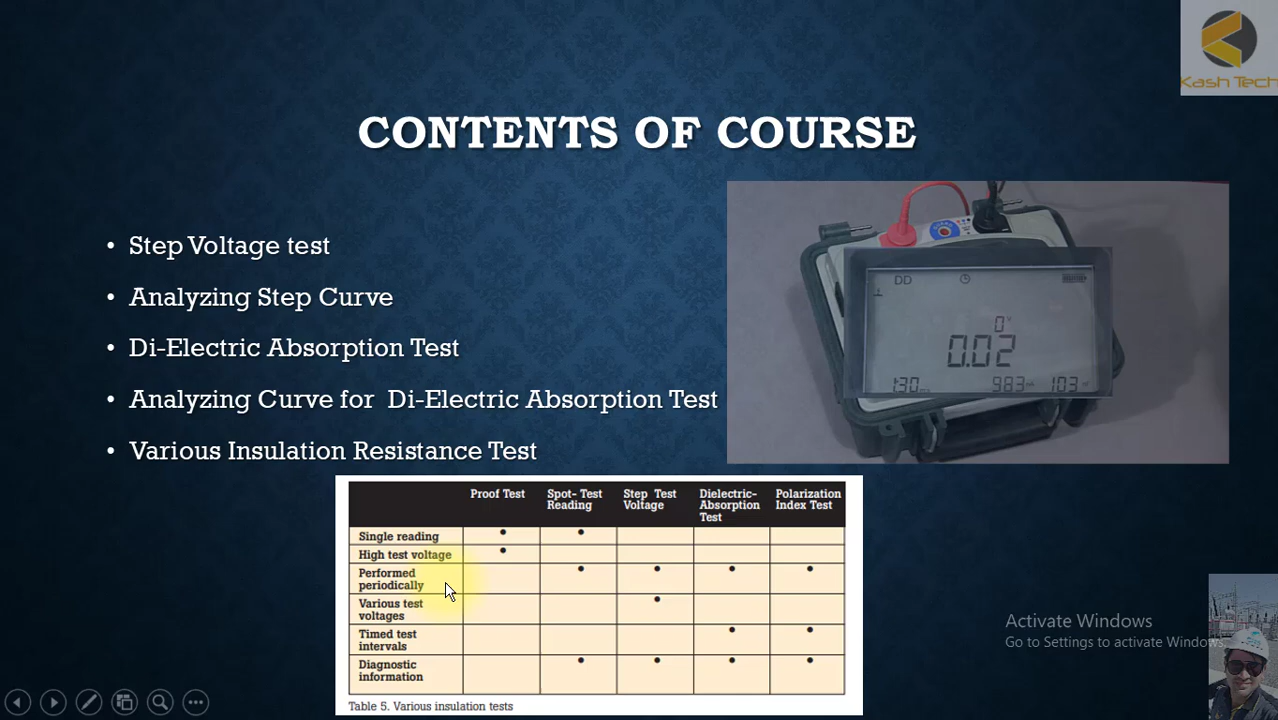 Kash Tech
CONTENTS OF COURSE
• Step Voltage test
• Analyzing Step Curve
• Di-Electric Absorption Test
• Analyzing Curve for Di-Electric Absorption Test
• Various Insulation Resistance Test
DD
0V
0.02
983
103
Proof Test Spot- Test Reading Step Test Voltage Dielectric-Absorption Test Polarization Index Test
Single reading • •
High test voltage •
Performed periodically • • • •
Various test voltages •
Timed test intervals • •
Diagnostic information • • • •
Table 5. Various insulation tests
Activate Windows
Go to Settings to activate Windows.